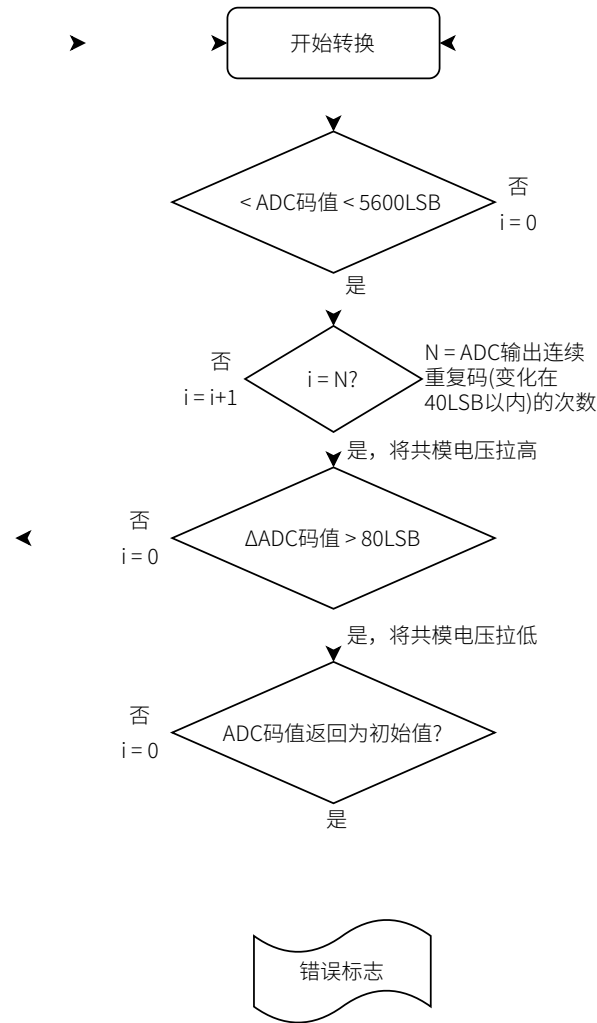 开始转换
< ADC码值 < 5600LSB
否
i = 0
是
否
i = i+1
i = N?
N = ADC输出连续
重复码(变化在
40LSB以内)的次数
是，将共模电压拉高
否
i = 0
ΔADC码值 > 80LSB
是，将共模电压拉低
否
i = 0
ADC码值返回为初始值?
是
错误标志